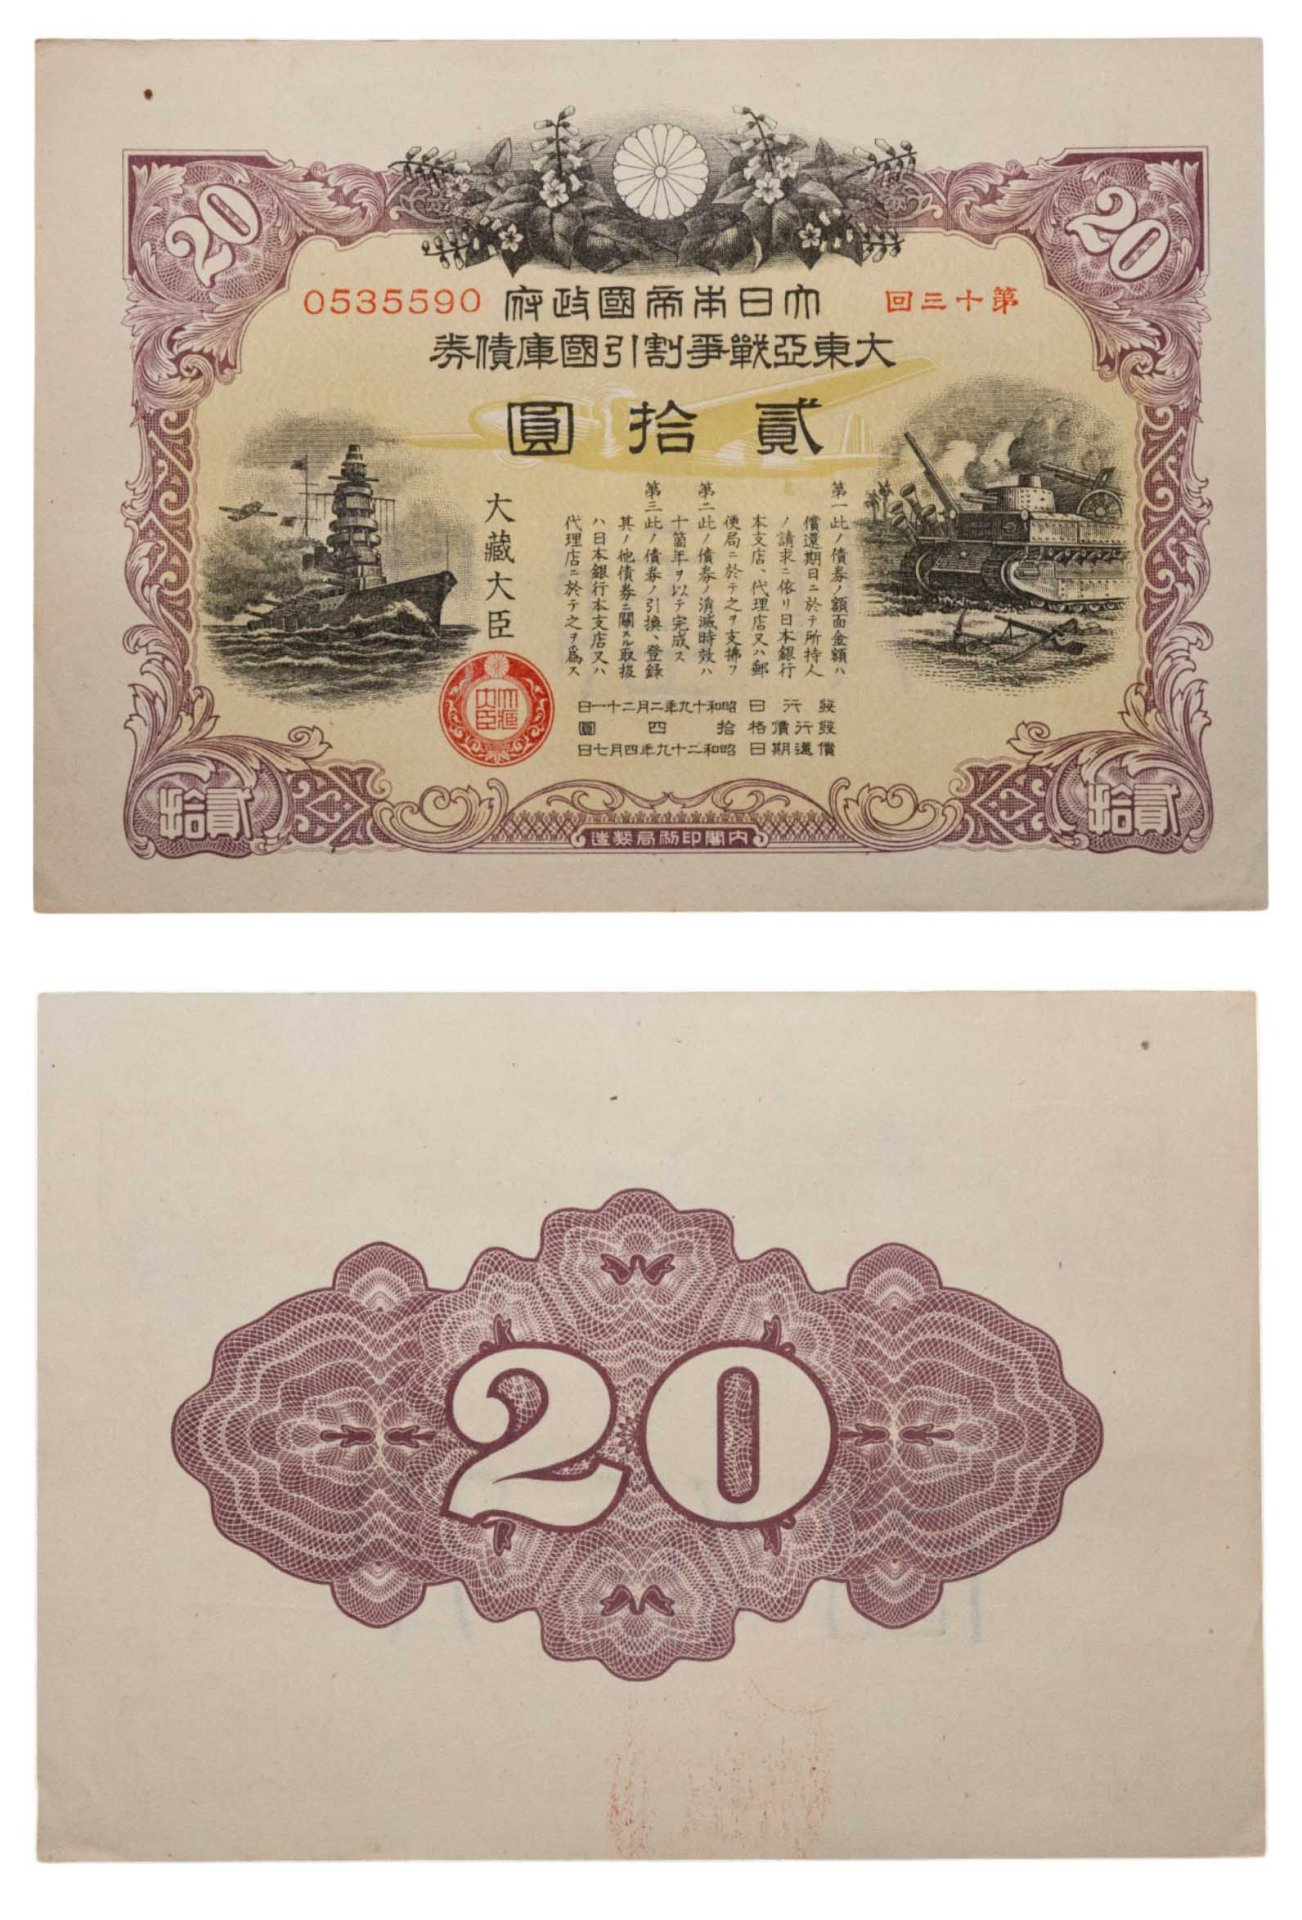 20
20
0535590
第十三回
大日本帝國政府
大東亞戰爭割引國庫債券
貳拾圓
第一此ノ債券ノ額面金額ハ
償還期日ニ於テ所持人
ノ請求ニ依リ日本銀行
本支店、代理店又ハ郵
便局ニ於テ之ヲ支拂フ
第二此ノ債券ノ消滅時效ハ
十箇年ヲ以テ完成ス
第三此ノ債券ノ引換、登錄
其ノ他債券ニ關スル取扱
ハ日本銀行本支店又ハ
代理店ニ於テ之ヲ爲ス
大藏大臣
大藏大臣
發行日 昭和十九年二月二十一日
發行價格 拾四圓
償還期日 昭和二十九年四月七日
貳拾
貳拾
內閣印刷局製造
20